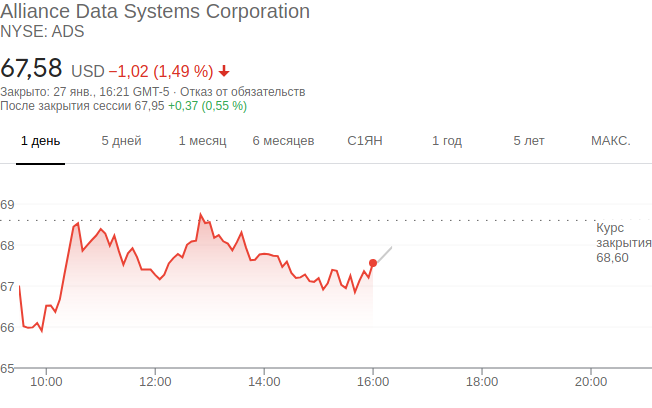 Alliance Data Systems Corporation
NYSE: ADS
67,58 USD −1,02 (1,49 %)
Закрыто: 27 янв., 16:21 GMT-5 · Отказ от обязательств
После закрытия сессии 67,95 +0,37 (0,55 %)
1 день 5 дней 1 месяц 6 месяцев С1ЯН 1 год 5 лет МАКС.
69
Курс
68
закрытия
68,60
67
66
65
10:00 12:00 14:00 16:00 18:00 20:00